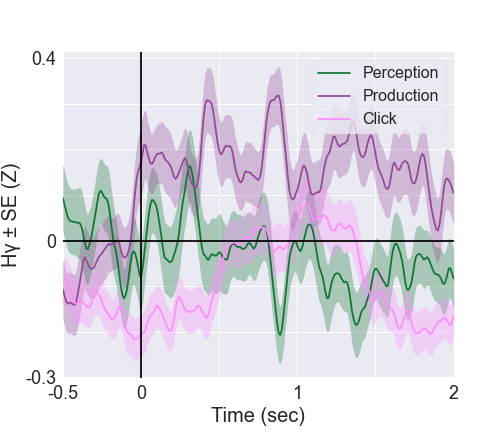 0.4
Perception
Production
Click
Hγ ± SE (Z)
0
-0.3
-0.5
0
1
2
Time (sec)